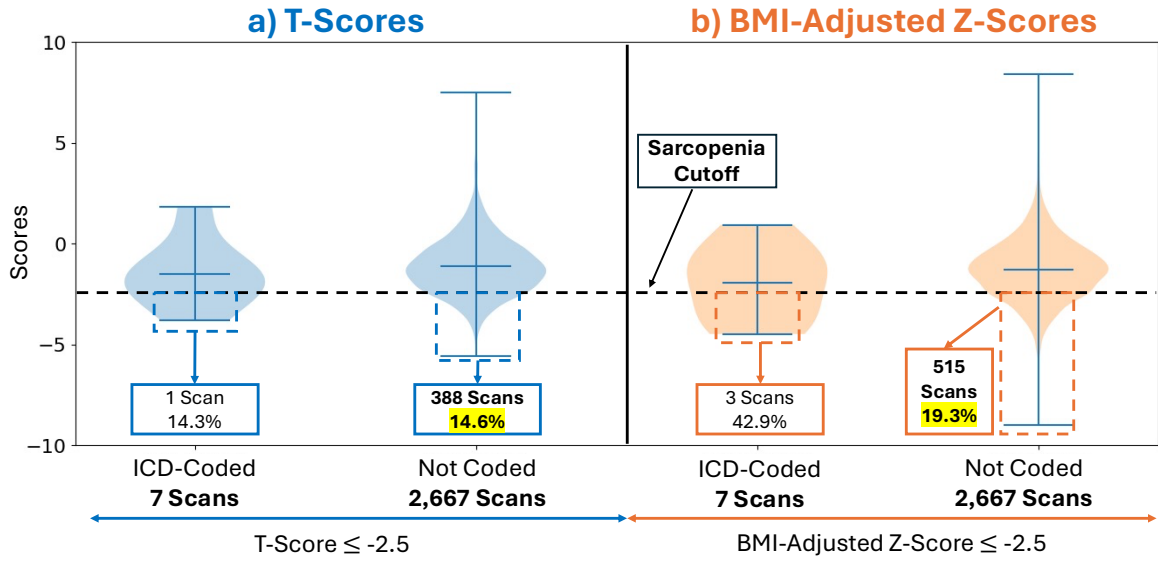 a) T-Scores
b) BMI-Adjusted Z-Scores
Scores
10
5
0
−5
−10
Sarcopenia
Cutoff
1 Scan
14.3%
388 Scans
14.6%
3 Scans
42.9%
515
Scans
19.3%
ICD-Coded
7 Scans
Not Coded
2,667 Scans
ICD-Coded
7 Scans
Not Coded
2,667 Scans
T-Score ≤ -2.5
BMI-Adjusted Z-Score ≤ -2.5